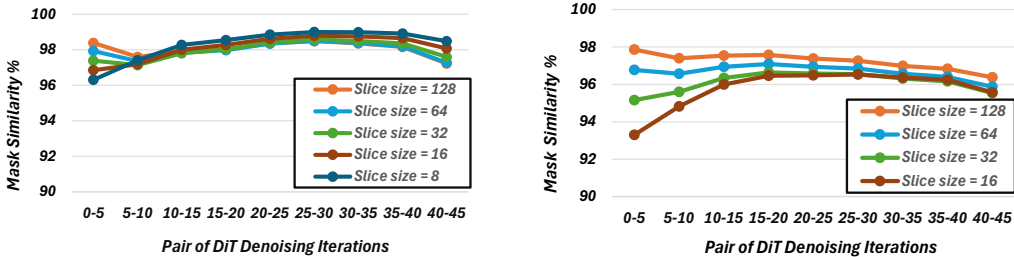 Mask Similarity %
100
98
96
94
92
90
Slice size = 128
Slice size = 64
Slice size = 32
Slice size = 16
Slice size = 8
0-5 5-10 10-15 15-20 20-25 25-30 30-35 35-40 40-45
Pair of DiT Denoising Iterations
Mask Similarity %
100
98
96
94
92
90
Slice size = 128
Slice size = 64
Slice size = 32
Slice size = 16
0-5 5-10 10-15 15-20 20-25 25-30 30-35 35-40 40-45
Pair of DiT Denoising Iterations